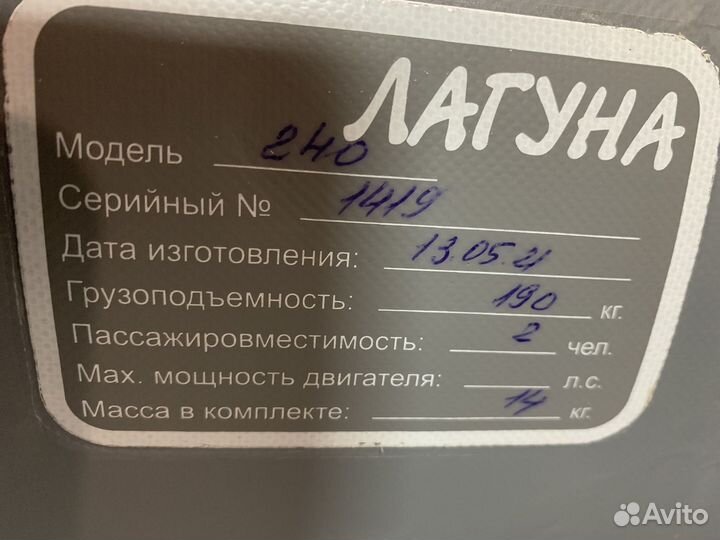 ЛАГУНА
Модель 240
Серийный № 1419
Дата изготовления: 13.05.21
Грузоподъемность: 190 кг.
Пассажировместимость: 2 чел.
Мах. мощность двигателя: л.с.
Масса в комплекте: 14 кг.
Avito